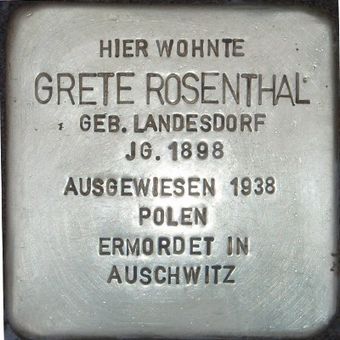 HIER WOHNTE
GRETE ROSENTHAL
GEB. LANDESDORF
JG. 1898
AUSGEWIESEN 1938
POLEN
ERMORDET IN
AUSCHWITZ